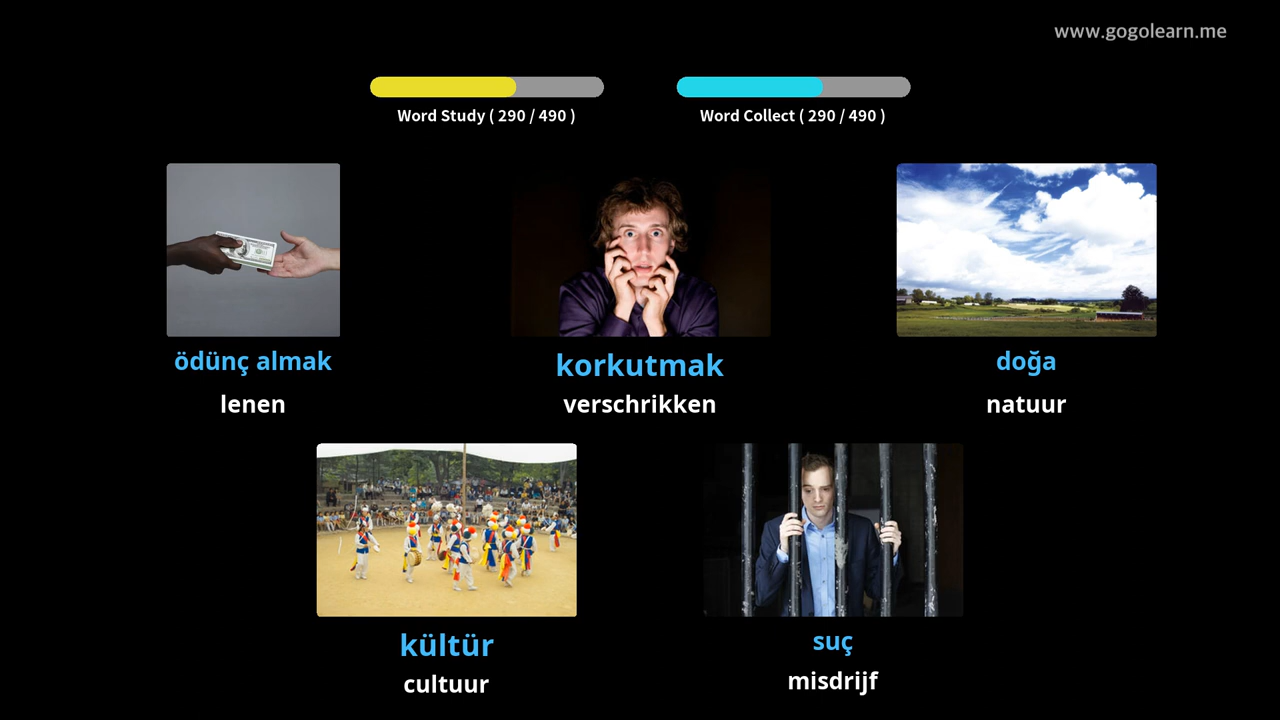 www.gogolearn.me
Word Study ( 290 / 490 )
Word Collect ( 290 / 490 )
ödünç almak
lenen
korkutmak
verschrikken
doğa
natuur
kültür
cultuur
suç
misdrijf